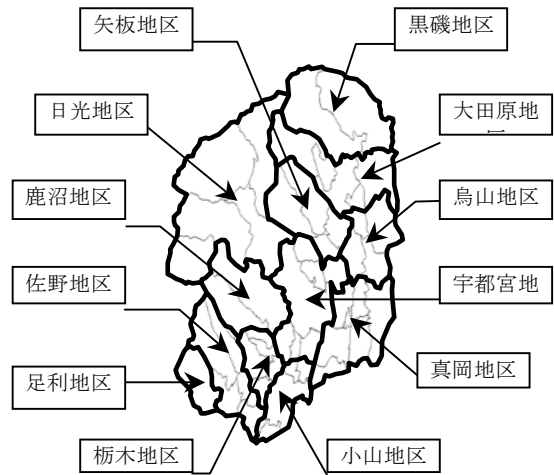 矢板地区
黒磯地区
日光地区
大田原地
鹿沼地区
烏山地区
佐野地区
宇都宮地
足利地区
真岡地区
栃木地区
小山地区